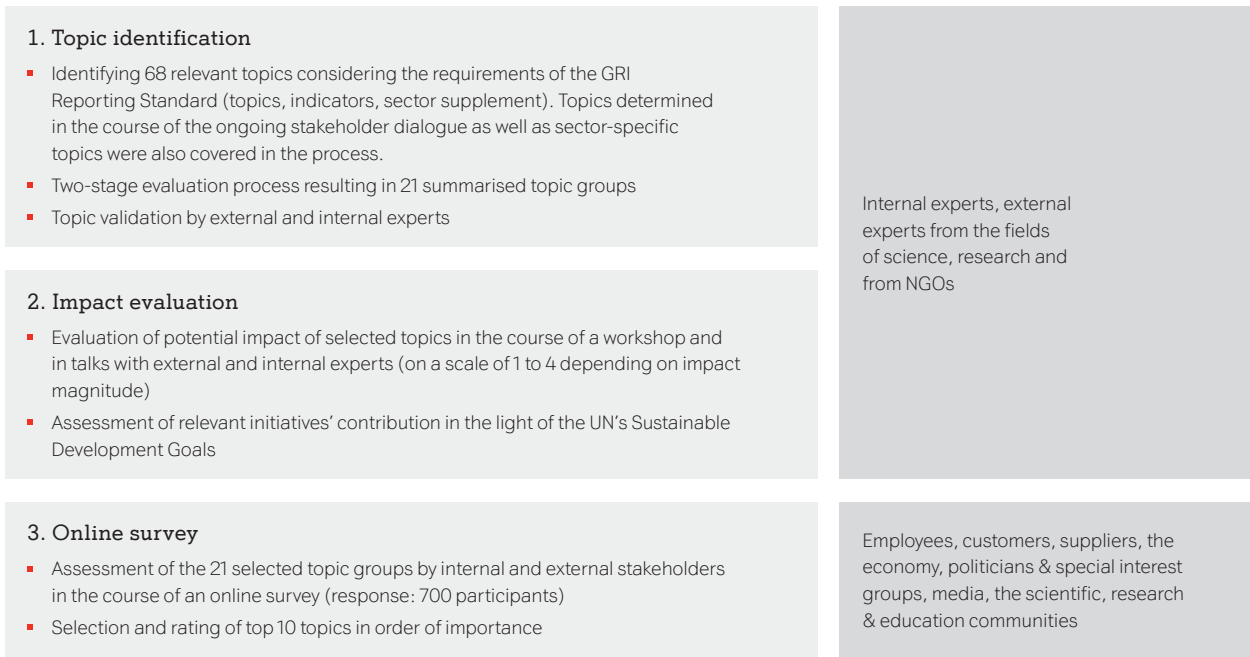 1. Topic identification
Identifying 68 relevant topics considering the requirements of the GRI
Reporting Standard (topics, indicators, sector supplement). Topics determined
in the course of the ongoing stakeholder dialogue as well as sector-specific
topics were also covered in the process.
Two-stage evaluation process resulting in 21 summarised topic groups
Topic validation by external and internal experts
2. Impact evaluation
Evaluation of potential impact of selected topics in the course of a workshop and
in talks with external and internal experts (on a scale of 1 to 4 depending on impact
magnitude)
Assessment of relevant initiatives’ contribution in the light of the UN’s Sustainable
Development Goals
Internal experts, external
experts from the fields
of science, research and
from NGOs
3. Online survey
Assessment of the 21 selected topic groups by internal and external stakeholders
in the course of an online survey (response: 700 participants)
Selection and rating of top 10 topics in order of importance
Employees, customers, suppliers, the
economy, politicians & special interest
groups, media, the scientific, research
& education communities